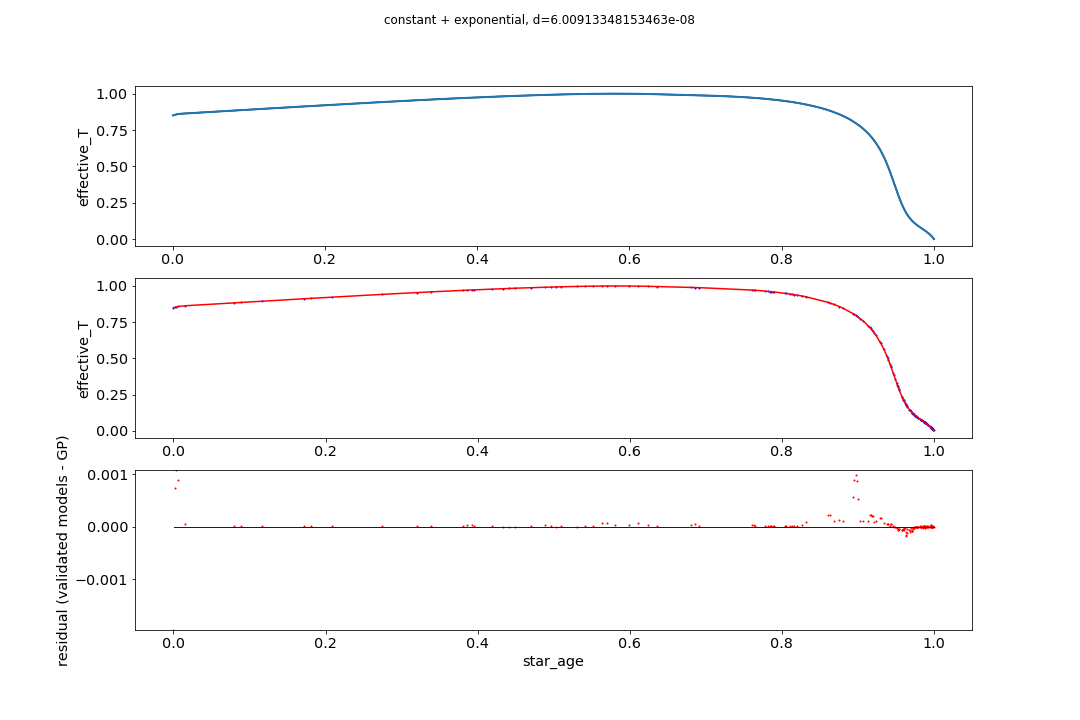 constant + exponential, d=6.00913348153463e-08
effective_T
1.00
0.75
0.50
0.25
0.00
0.0 0.2 0.4 0.6 0.8 1.0
effective_T
1.00
0.75
0.50
0.25
0.00
0.0 0.2 0.4 0.6 0.8 1.0
residual (validated models - GP)
0.001
0.000
−0.001
0.0 0.2 0.4 0.6 0.8 1.0
star_age